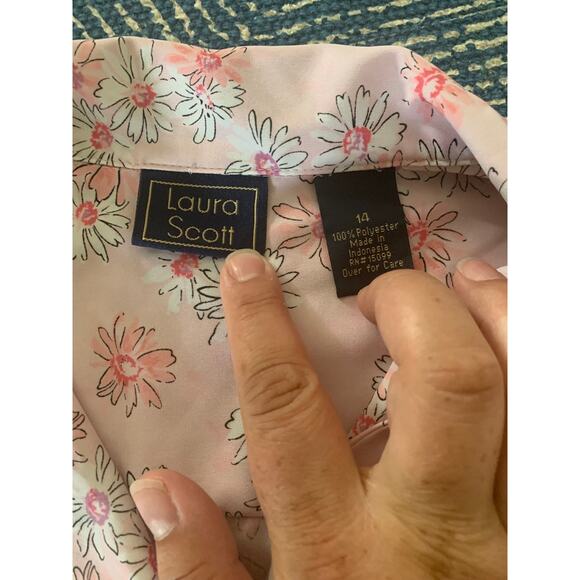 Laura
Scott
14
100% Polyester
Made in
Indonesia
RN#15099
Over for Care